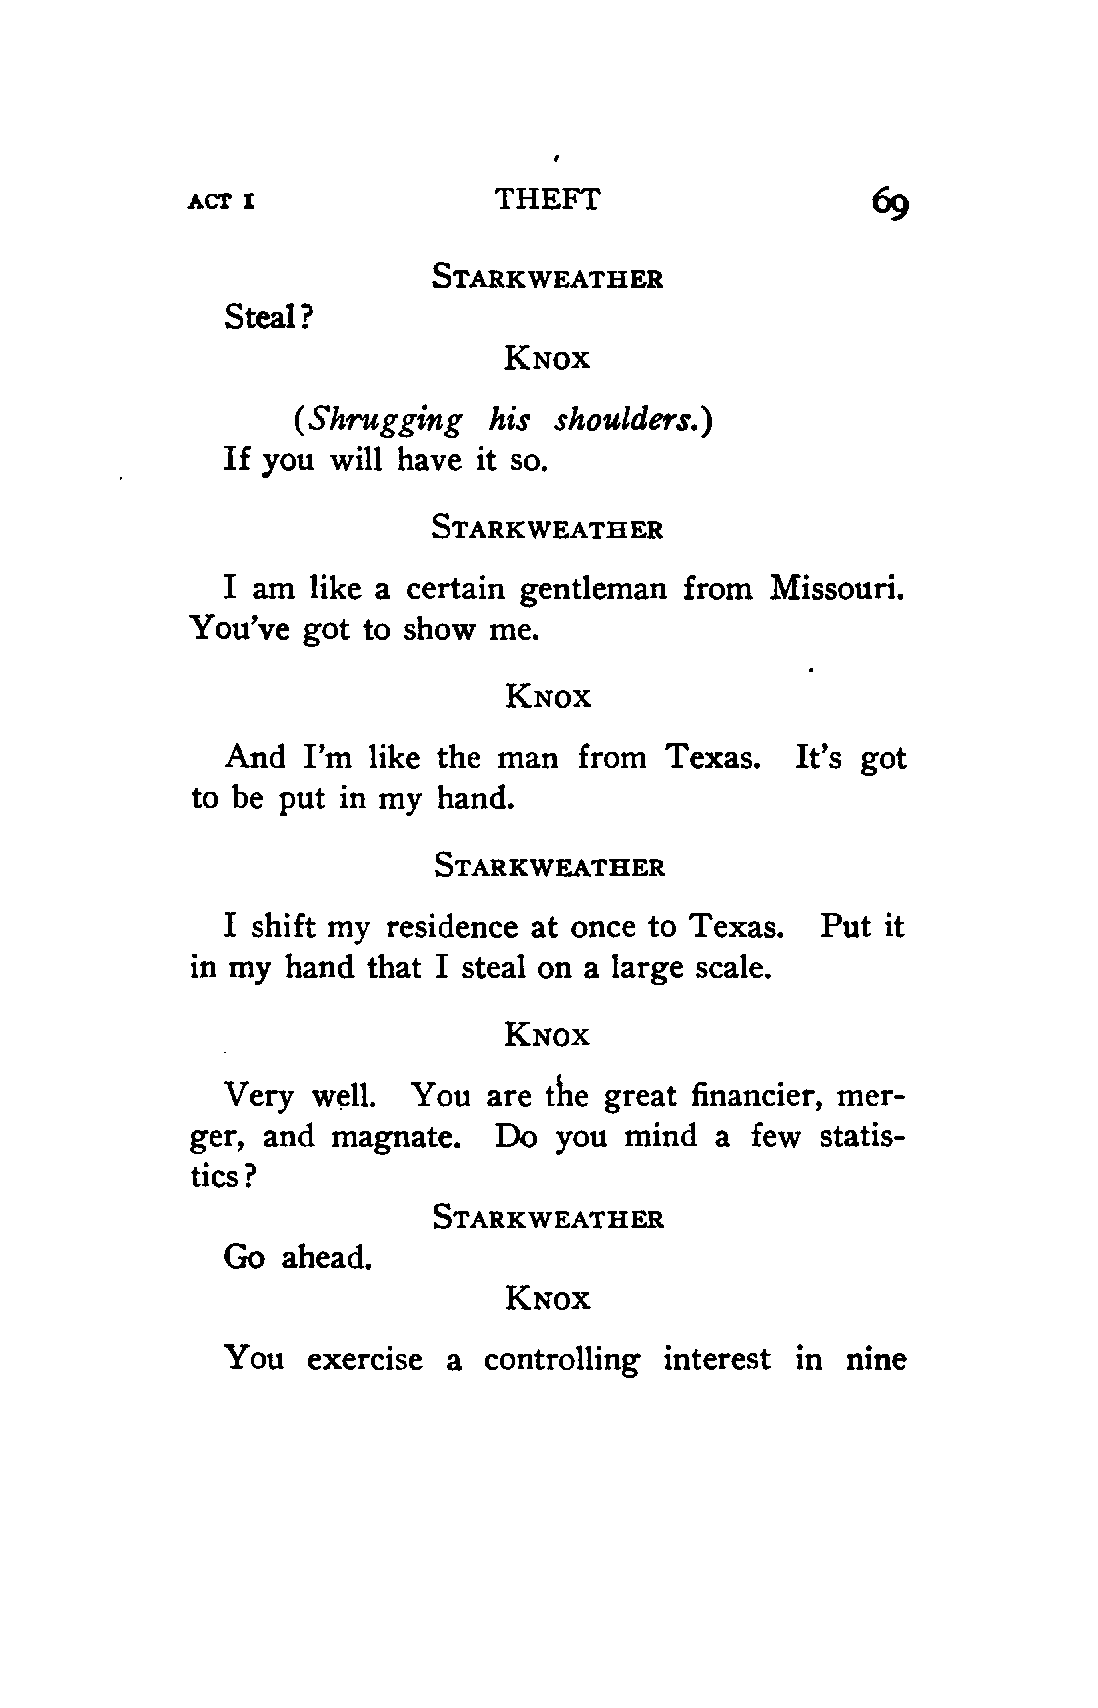 ACT I THEFT 69
STARKWEATHER
Steal?
KNOX
(Shrugging his shoulders.)
If you will have it so.
STARKWEATHER
I am like a certain gentleman from Missouri.
You've got to show me.
KNOX
And I'm like the man from Texas. It's got
to be put in my hand.
STARKWEATHER
I shift my residence at once to Texas. Put it
in my hand that I steal on a large scale.
KNOX
Very well. You are the great financier, mer-
ger, and magnate. Do you mind a few statis-
tics?
STARKWEATHER
Go ahead.
KNOX
You exercise a controlling interest in nine